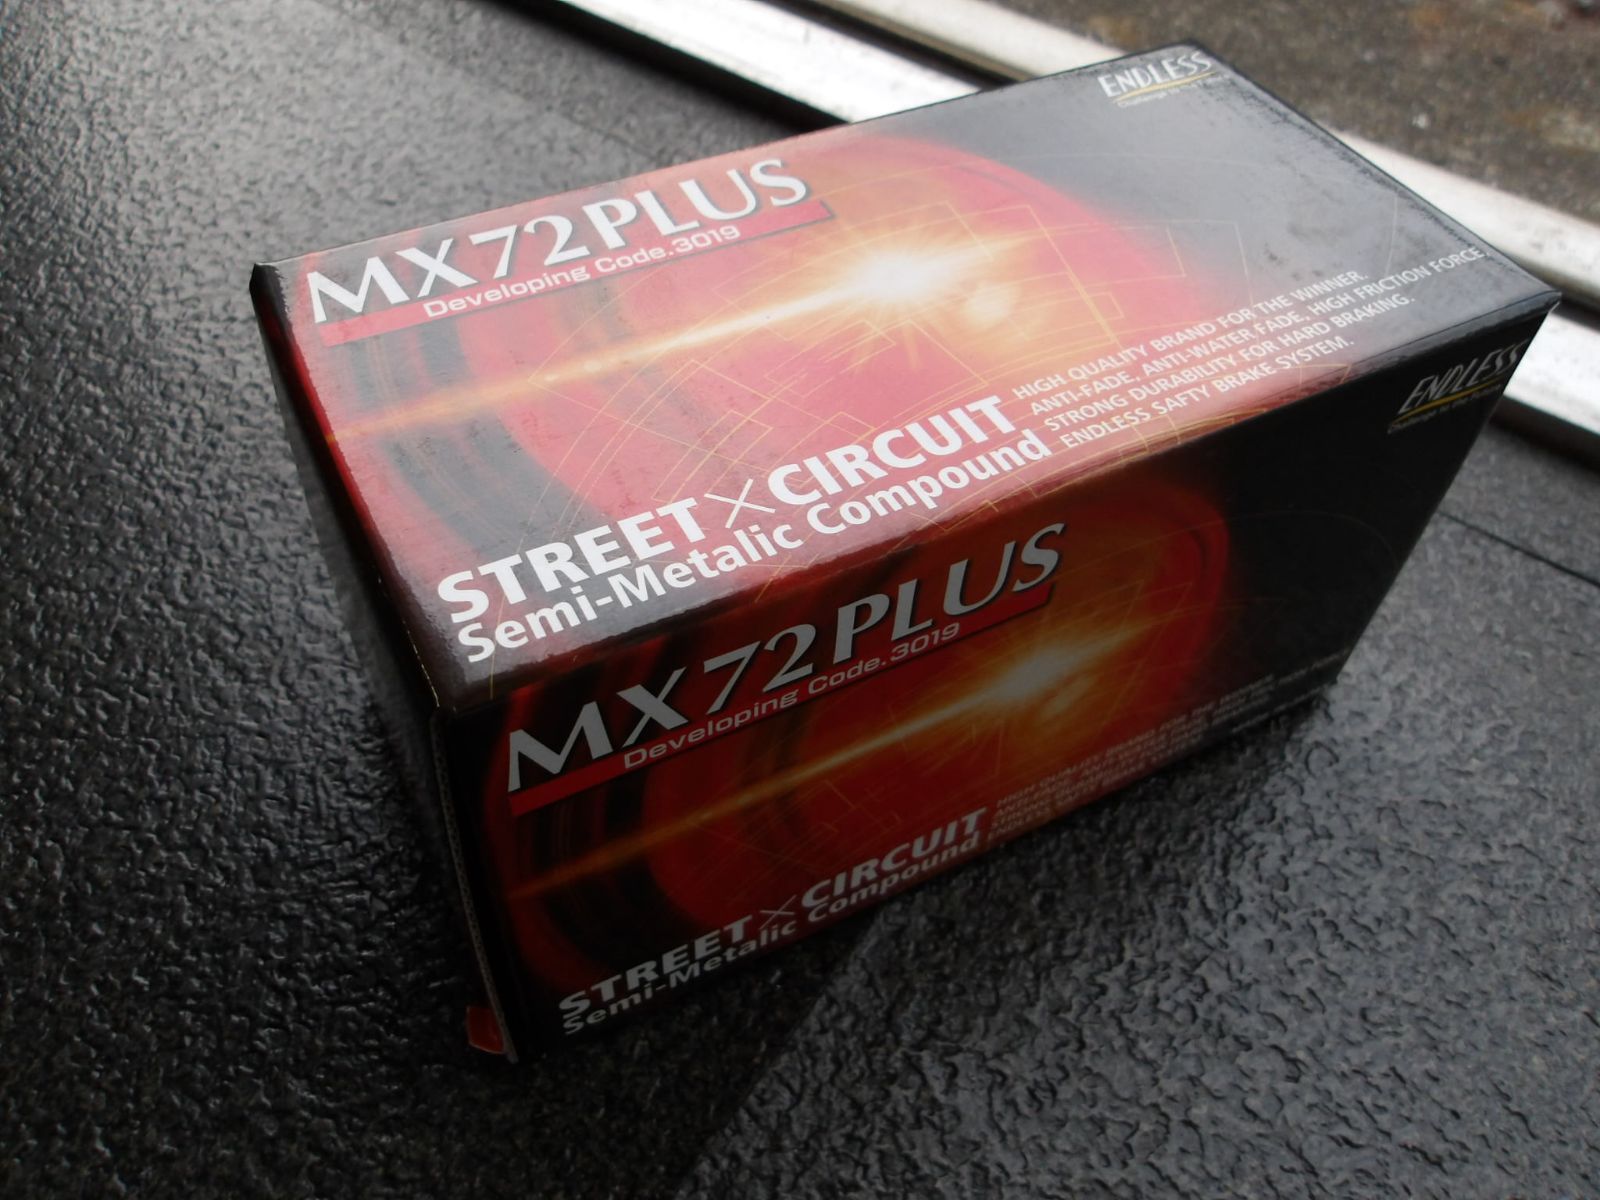 ENDLESS
MX72PLUS
Developing Code.3019
HIGH QUALITY BRAND FOR THE WINNER.
ANTI-FADE, ANTI-WATER FADE, HIGH FRICTION FORCE,
STRONG DURABILITY FOR HARD BRAKING.
ENDLESS SAFTY BRAKE SYSTEM.
STREET×CIRCUIT
Semi-Metalic Compound
ENDLESS
MX72PLUS
Developing Code.3019
STREET×CIRCUIT
Semi-Metalic Compound